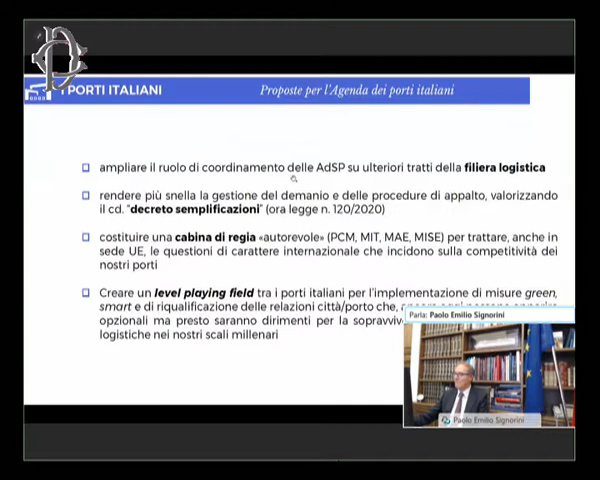 I PORTI ITALIANI
Proposte per l'Agenda dei porti italiani
ampliare il ruolo di coordinamento delle AdSP su ulteriori tratti della filiera logistica
rendere più snella la gestione del demanio e delle procedure di appalto, valorizzando
il cd. "decreto semplificazioni" (ora legge n. 120/2020)
costituire una cabina di regia «autorevole» (PCM, MIT, MAE, MISE) per trattare, anche in
sede UE, le questioni di carattere internazionale che incidono sulla competitività dei
nostri porti
Creare un level playing field tra i porti italiani per l'implementazione di misure green,
smart e di riqualificazione delle relazioni città/porto che,
opzionali ma presto saranno dirimenti per la
logistiche nei nostri scali millenari
Parla: Paolo Emilio Signorini
Paolo Emilio Signorini